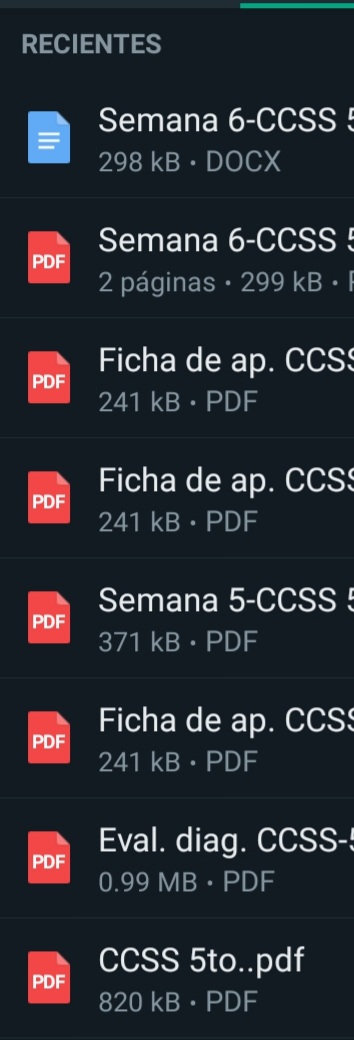 RECIENTES
Semana 6-CCSS 5
298 kB • DOCX
PDF
Semana 6-CCSS 5
2 páginas • 299 kB •
PDF
Ficha de ap. CCSS
241 kB • PDF
PDF
Ficha de ap. CCSS
241 kB • PDF
PDF
Semana 5-CCSS 5
371 kB • PDF
PDF
Ficha de ap. CCSS
241 kB • PDF
PDF
Eval. diag. CCSS-5
0.99 MB • PDF
PDF
CCSS 5to..pdf
820 kB • PDF